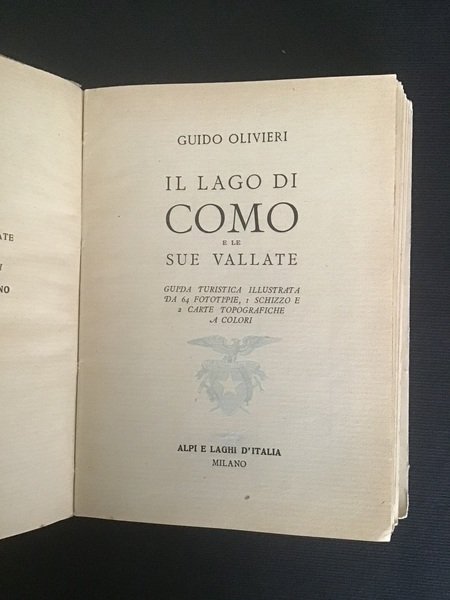 GUIDO OLIVIERI
IL LAGO DI
COMO
E LE
SUE VALLATE
GUIDA TURISTICA ILLUSTRATA
DA 64 FOTOTIPIE, 1 SCHIZZO E
2 CARTE TOPOGRAFICHE
A COLORI
ALPI E LAGHI D'ITALIA
MILANO